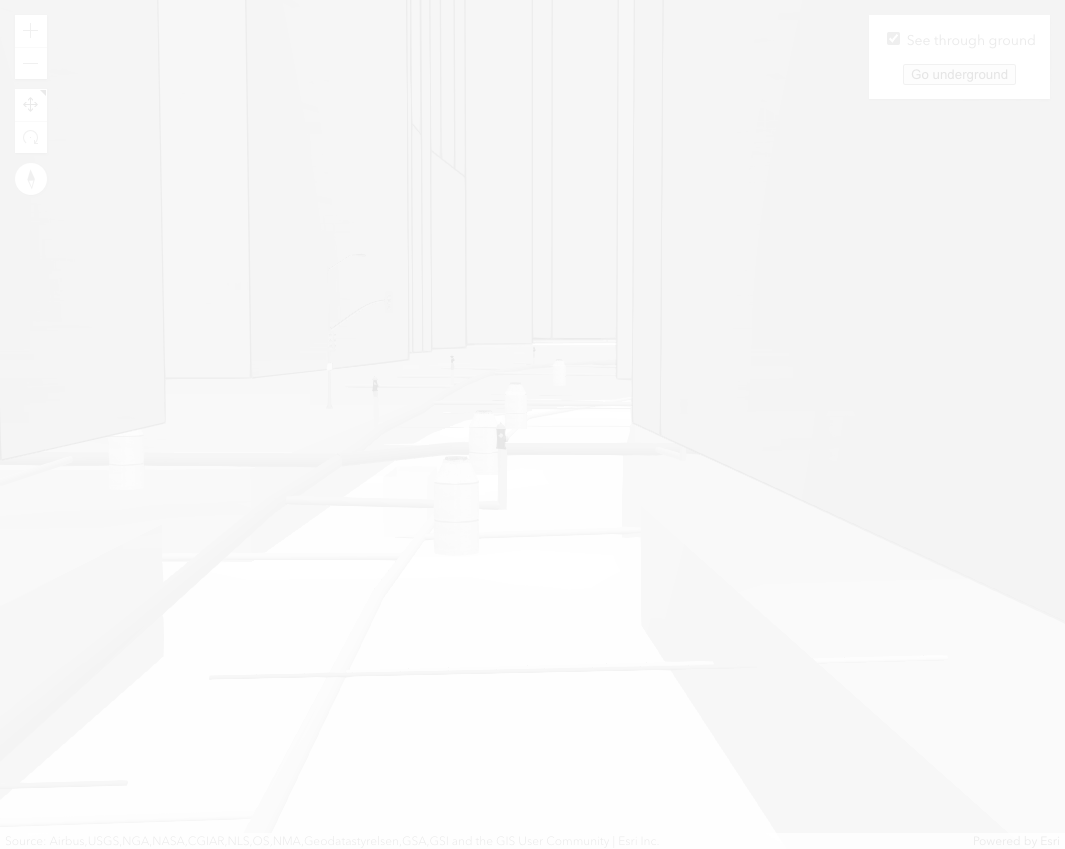 See through ground
Go underground
Source: Airbus,USGS,NGA,NASA,CGIAR,NLS,OS,NMA,Geodatastyrelsen,GSA,GSI and the GIS User Community | Esri Inc
Powered by Esri